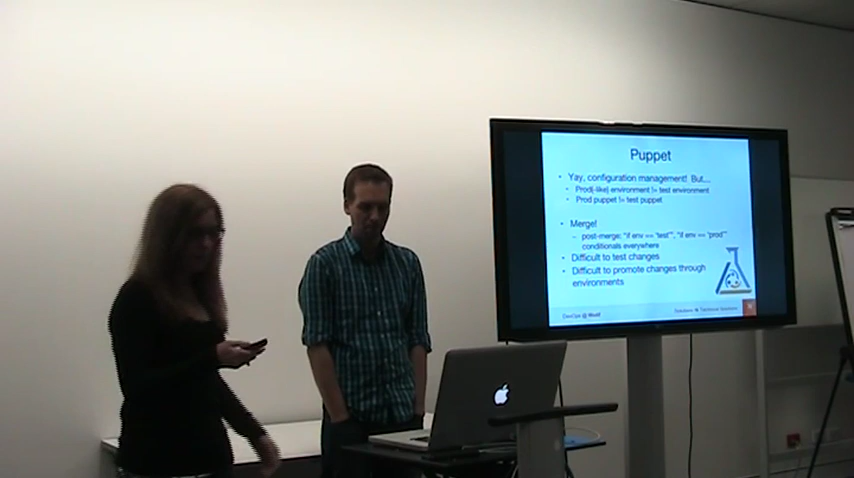 Puppet
• Yay, configuration management! But....
• Prod(-like) environment != test environment
• Prod puppet != test puppet
• Merge!
– post-merge: "if env == 'test'", "if env == 'prod'"
conditionals everywhere
• Difficult to test changes
• Difficult to promote changes through
environments
DevOps @